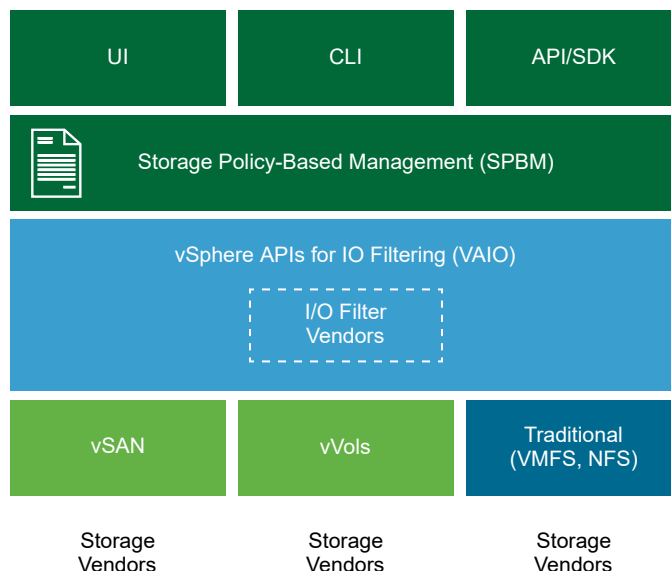 UI
CLI
API/SDK
Storage Policy-Based Management (SPBM)
vSphere APIs for IO Filtering (VAIO)
I/O Filter
Vendors
vSAN
vVols
Traditional
(VMFS, NFS)
Storage
Vendors
Storage
Vendors
Storage
Vendors